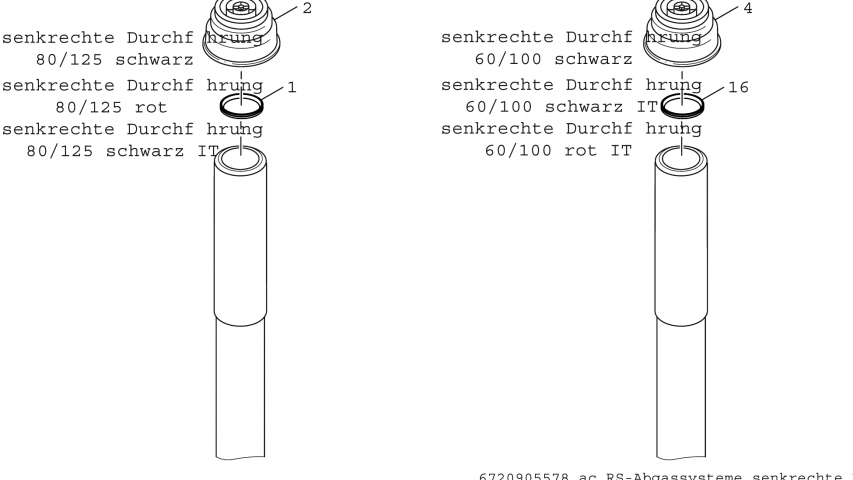 2
4
senkrechte Durchf hrung
80/125 schwarz
senkrechte Durchf hrung
80/125 rot
1
senkrechte Durchf hrung
80/125 schwarz IT
senkrechte Durchf hrung
60/100 schwarz
senkrechte Durchf hrung
60/100 schwarz IT
16
senkrechte Durchf hrung
60/100 rot IT
6720905578 ac RS-Abgassysteme senkrechte